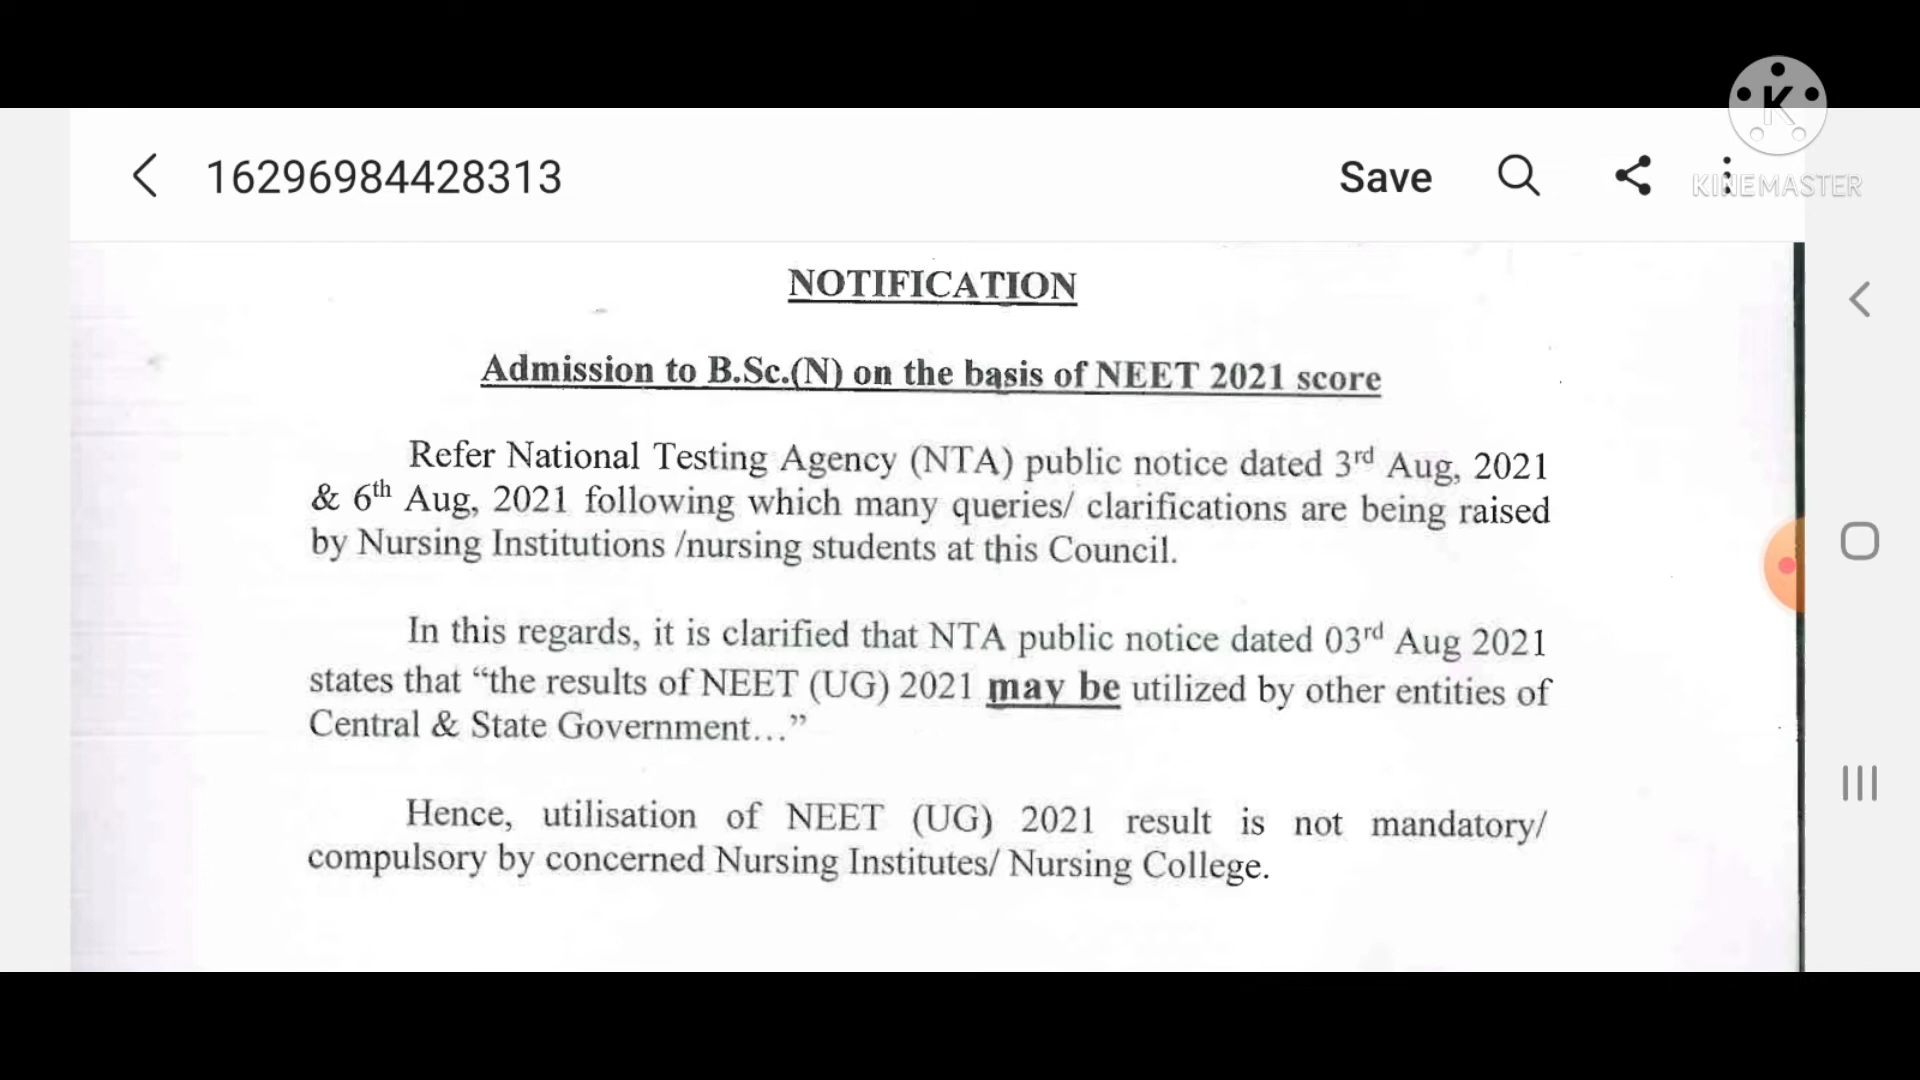 K
KINEMASTER
16296984428313
Save
NOTIFICATION
Admission to B.Sc.(N) on the basis of NEET 2021 score
Refer National Testing Agency (NTA) public notice dated 3rd Aug, 2021
& 6th Aug, 2021 following which many queries/ clarifications are being raised
by Nursing Institutions /nursing students at this Council.
In this regards, it is clarified that NTA public notice dated 03rd Aug 2021
states that “the results of NEET (UG) 2021 may be utilized by other entities of
Central & State Government...”
Hence, utilisation of NEET (UG) 2021 result is not mandatory/
compulsory by concerned Nursing Institutes/ Nursing College.